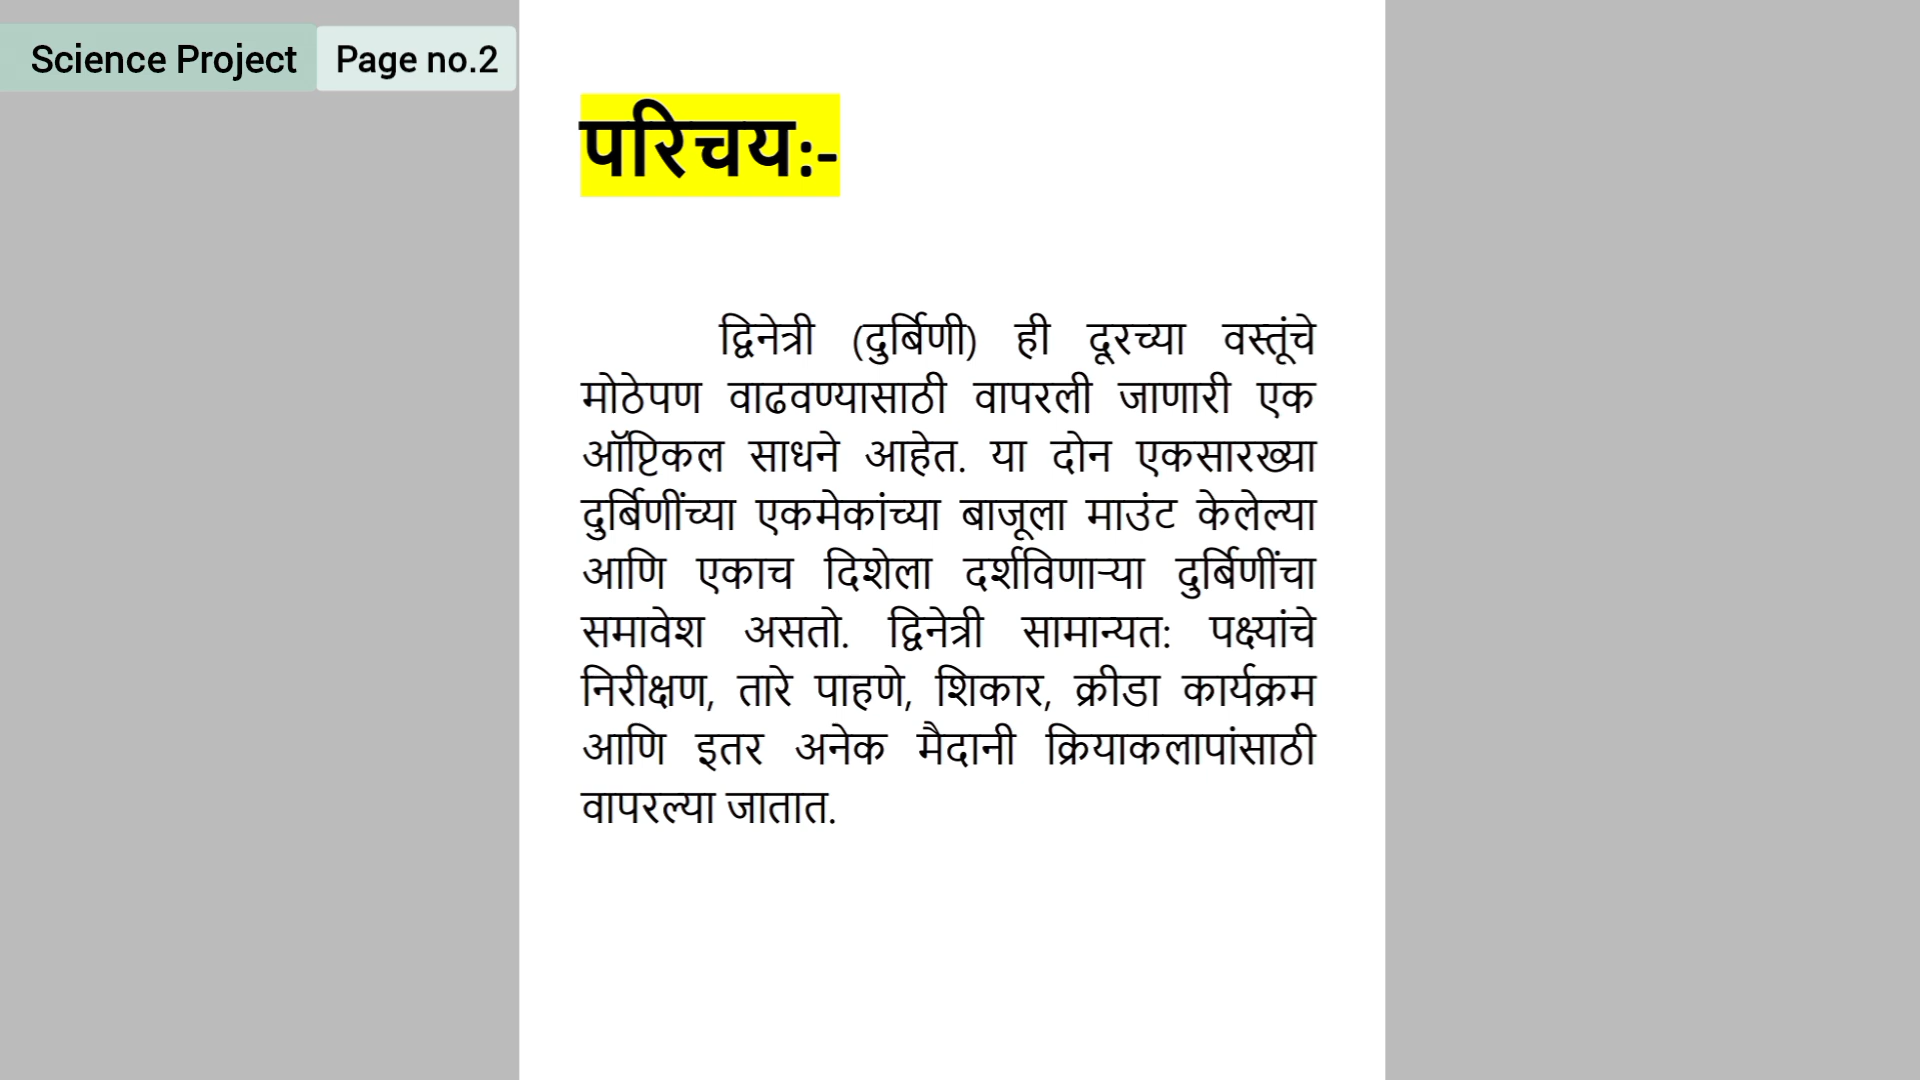 Science Project Page no.2
परिचय:-
द्विनेत्री (दुर्बिणी) ही दूरच्या वस्तूंचे
मोठेपण वाढवण्यासाठी वापरली जाणारी एक
ऑप्टिकल साधने आहेत. या दोन एकसारख्या
दुर्बिणींच्या एकमेकांच्या बाजूला माउंट केलेल्या
आणि एकाच दिशेला दर्शविणाऱ्या दुर्बिणींचा
समावेश असतो. द्विनेत्री सामान्यत: पक्ष्यांचे
निरीक्षण, तारे पाहणे, शिकार, क्रीडा कार्यक्रम
आणि इतर अनेक मैदानी क्रियाकलापांसाठी
वापरल्या जातात.